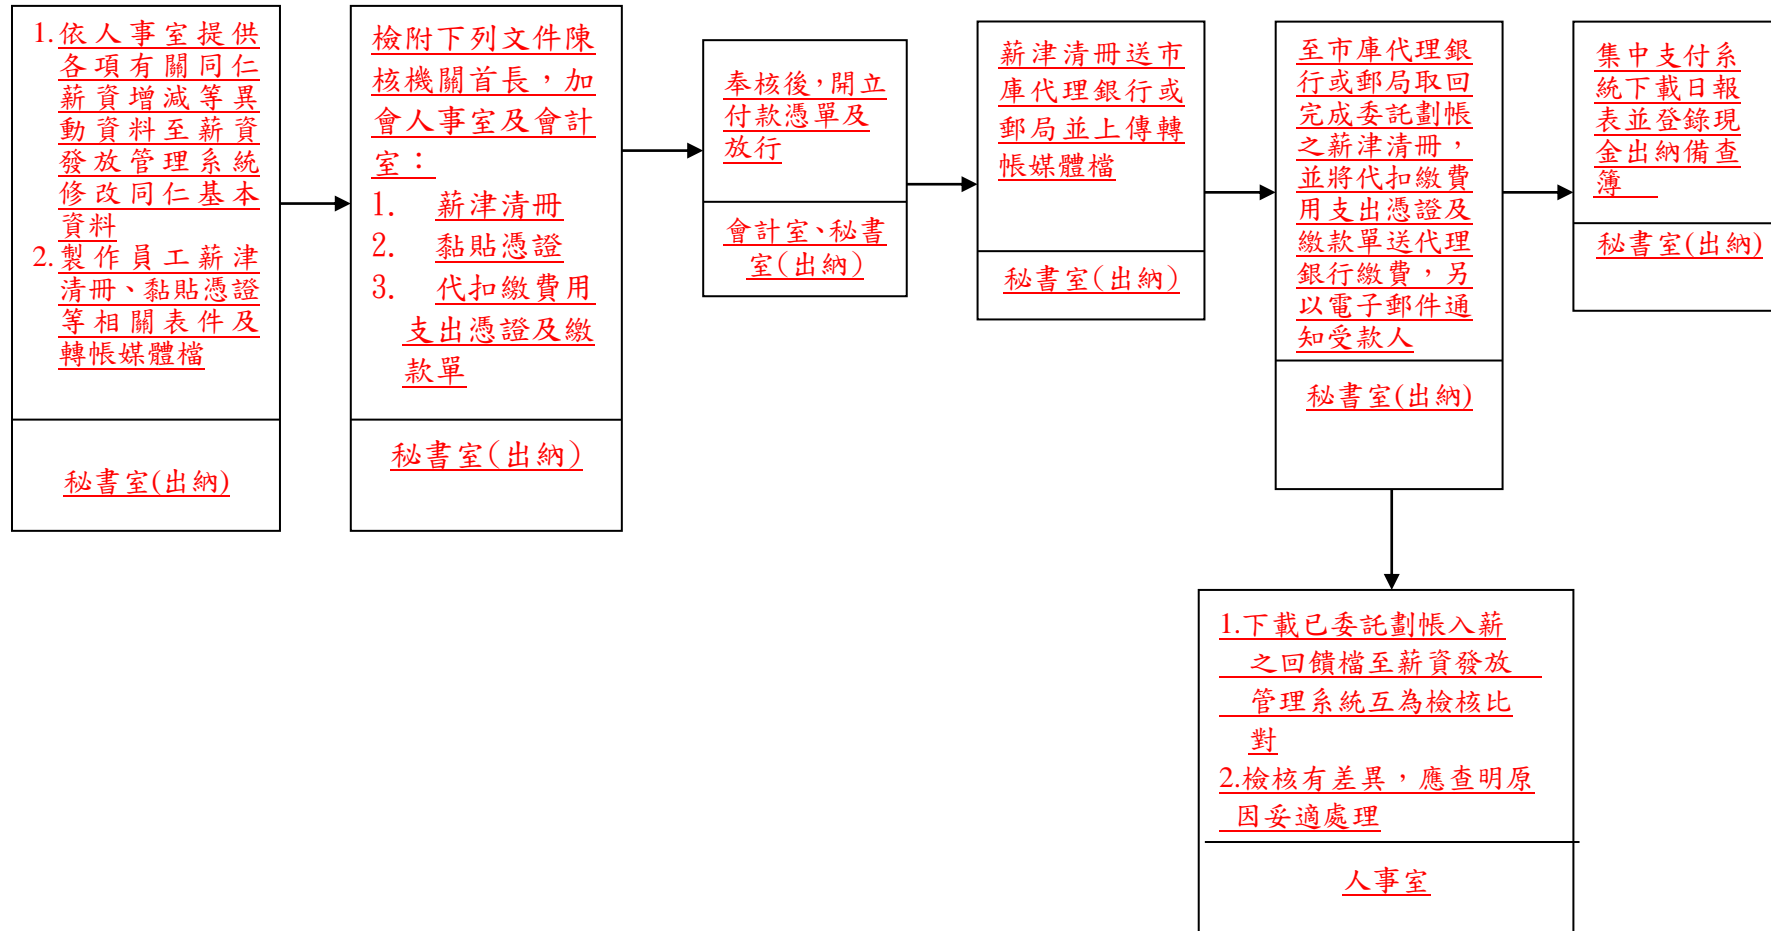 1.依人事室提供
各項有關同仁
薪資增減等異
動資料至薪資
發放管理系統
修改同仁基本
資料
2.製作員工薪津
清冊、黏貼憑證
等相關表件及
轉帳媒體檔
秘書室(出納)
檢附下列文件陳
核機關首長，加
會人事室及會計
室：
1. 薪津清冊
2. 黏貼憑證
3. 代扣繳費用
支出憑證及繳
款單
秘書室(出納)
奉核後，開立
付款憑單及
放行
會計室、秘書
室(出納)
薪津清冊送市
庫代理銀行或
郵局並上傳轉
帳媒體檔
秘書室(出納)
至市庫代理銀
行或郵局取回
完成委託劃帳
之薪津清冊，
並將代扣繳費
用支出憑證及
繳款單送代理
銀行繳費，另
以電子郵件通
知受款人
秘書室(出納)
集中支付系
統下載日報
表並登錄現
金出納備查
簿
秘書室(出納)
1.下載已委託劃帳入薪
之回饋檔至薪資發放
管理系統互為檢核比
對
2.檢核有差異，應查明原
因妥適處理
人事室